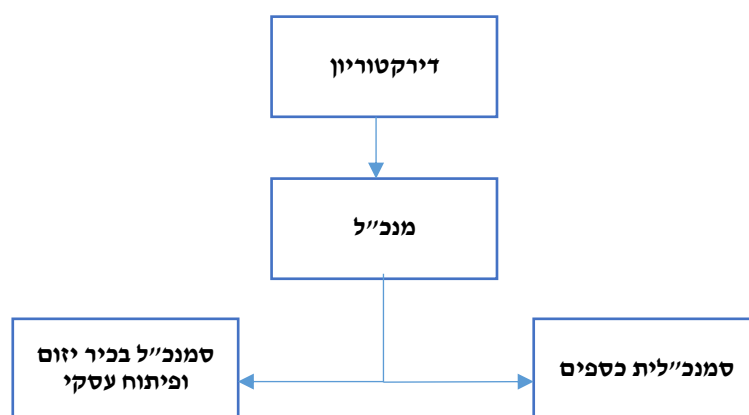 דירקטוריון
מנכ״ל
סמנכ״ל בכיר יזום
ופיתוח עסקי
סמנכ״לית כספים